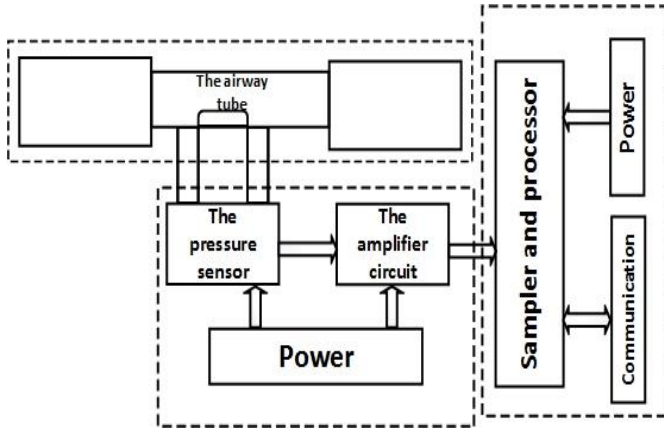 The airway
tube
The
pressure
sensor
The
amplifier
circuit
Power
Sampler and processor
Power
Communication